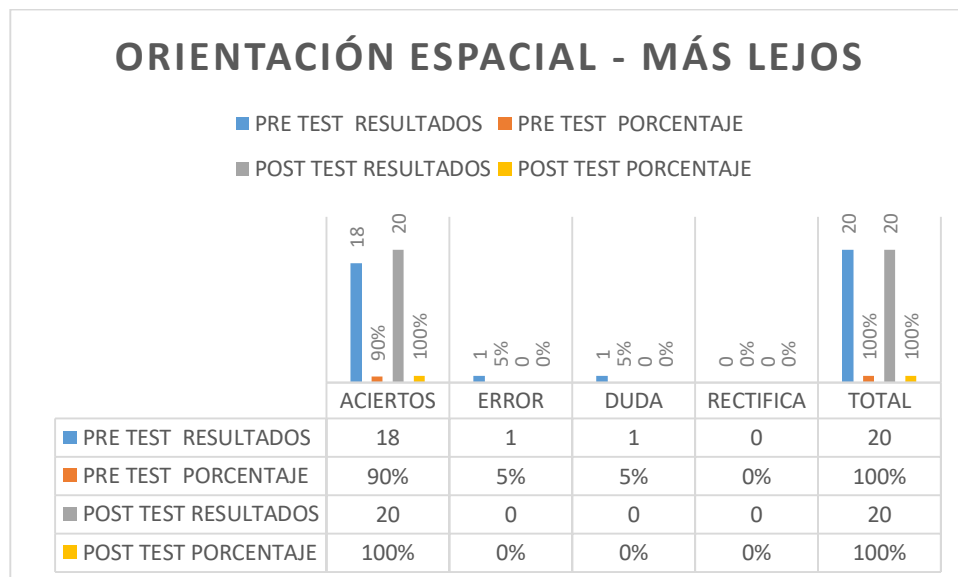 ORIENTACIÓN ESPACIAL - MÁS LEJOS
PRE TEST RESULTADOS PRE TEST PORCENTAJE
POST TEST RESULTADOS POST TEST PORCENTAJE
18 90% 20 100% 1 5% 0 0% 1 5% 0 0% 0 0% 0 0% 20 100% 20 100%
ACIERTOS ERROR DUDA RECTIFICA TOTAL
PRE TEST RESULTADOS 18 1 1 0 20
PRE TEST PORCENTAJE 90% 5% 5% 0% 100%
POST TEST RESULTADOS 20 0 0 0 20
POST TEST PORCENTAJE 100% 0% 0% 0% 100%